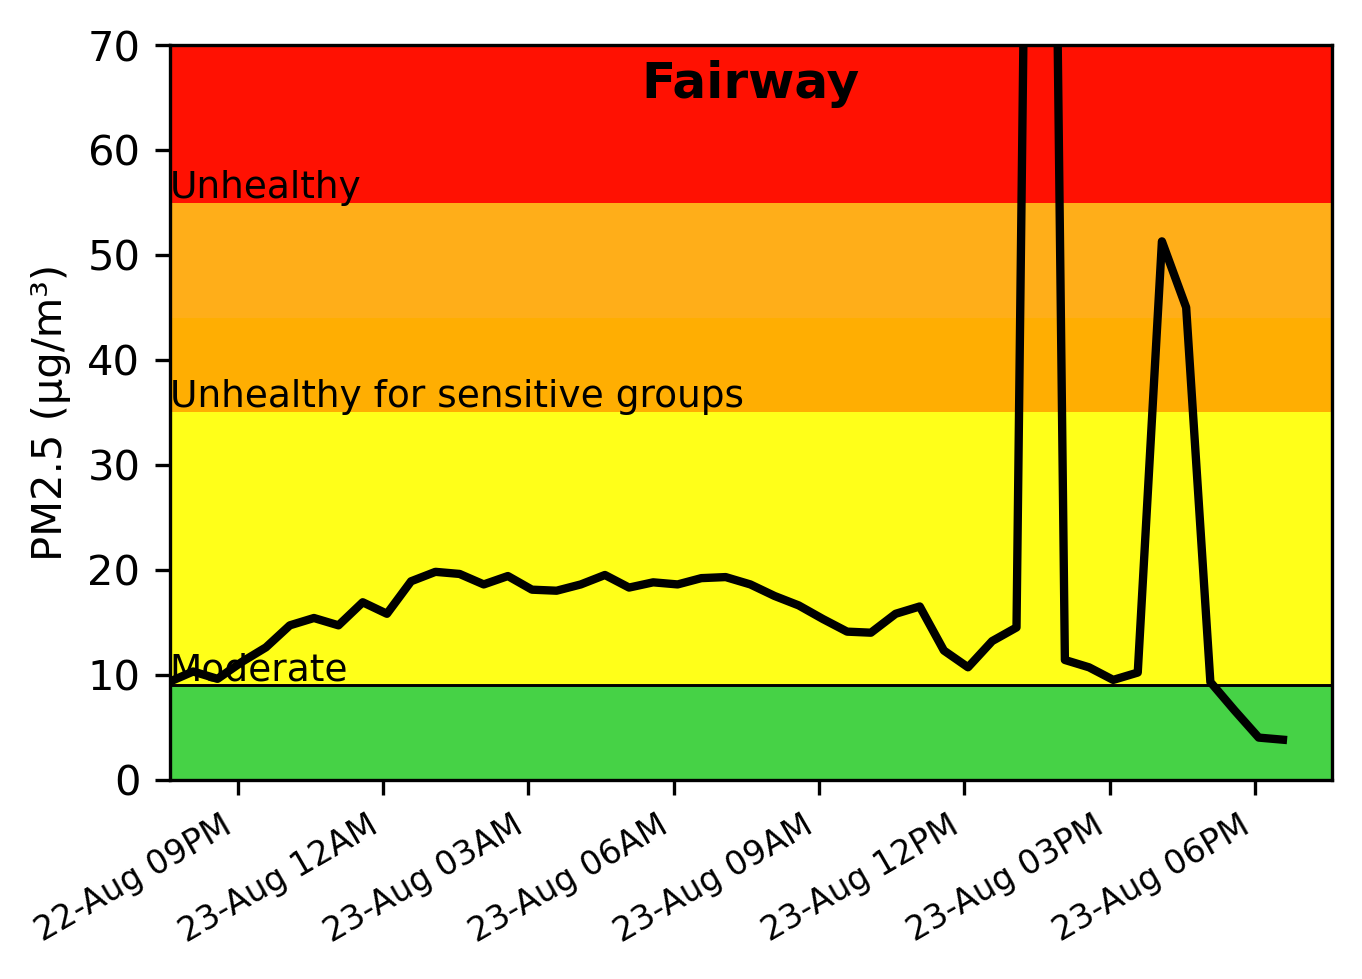 Fairway
PM2.5 (µg/m³)
70
60
50
40
30
20
10
0
Unhealthy
Unhealthy for sensitive groups
Moderate
22-Aug 09PM
23-Aug 12AM
23-Aug 03AM
23-Aug 06AM
23-Aug 09AM
23-Aug 12PM
23-Aug 03PM
23-Aug 06PM